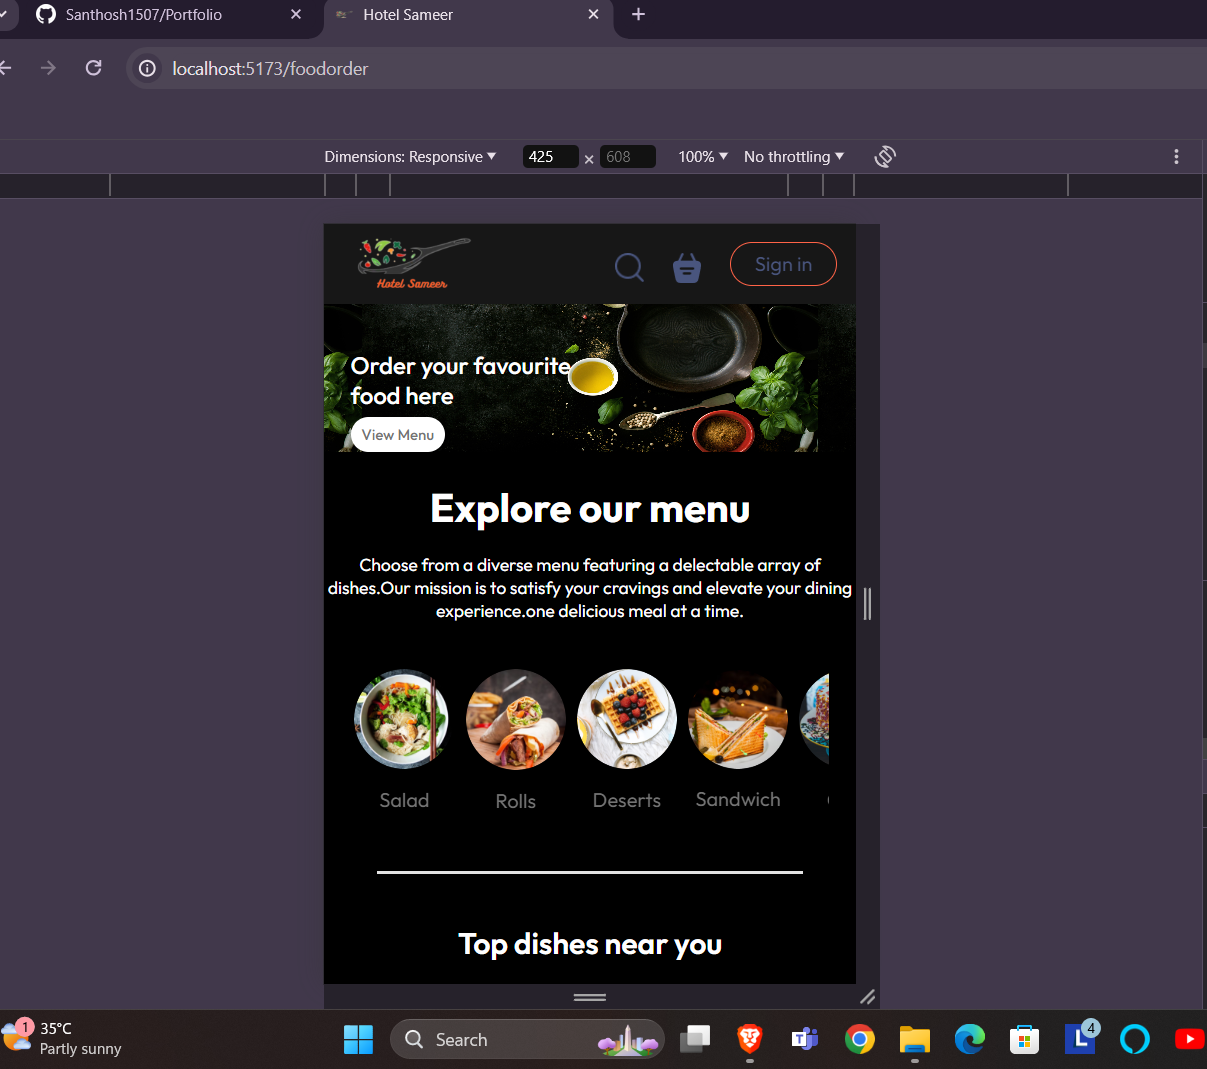 Santhosh1507/Portfolio
Hotel Sameer
localhost:5173/foodorder
Dimensions: Responsive
425 × 608
100%
No throttling
Hotel Sameer
Sign in
Order your favourite
food here
View Menu
Explore our menu
Choose from a diverse menu featuring a delectable array of
dishes.Our mission is to satisfy your cravings and elevate your dining
experience.one delicious meal at a time.
Salad
Rolls
Deserts
Sandwich
Top dishes near you
1
35°C
Partly sunny
Search
T
L
4